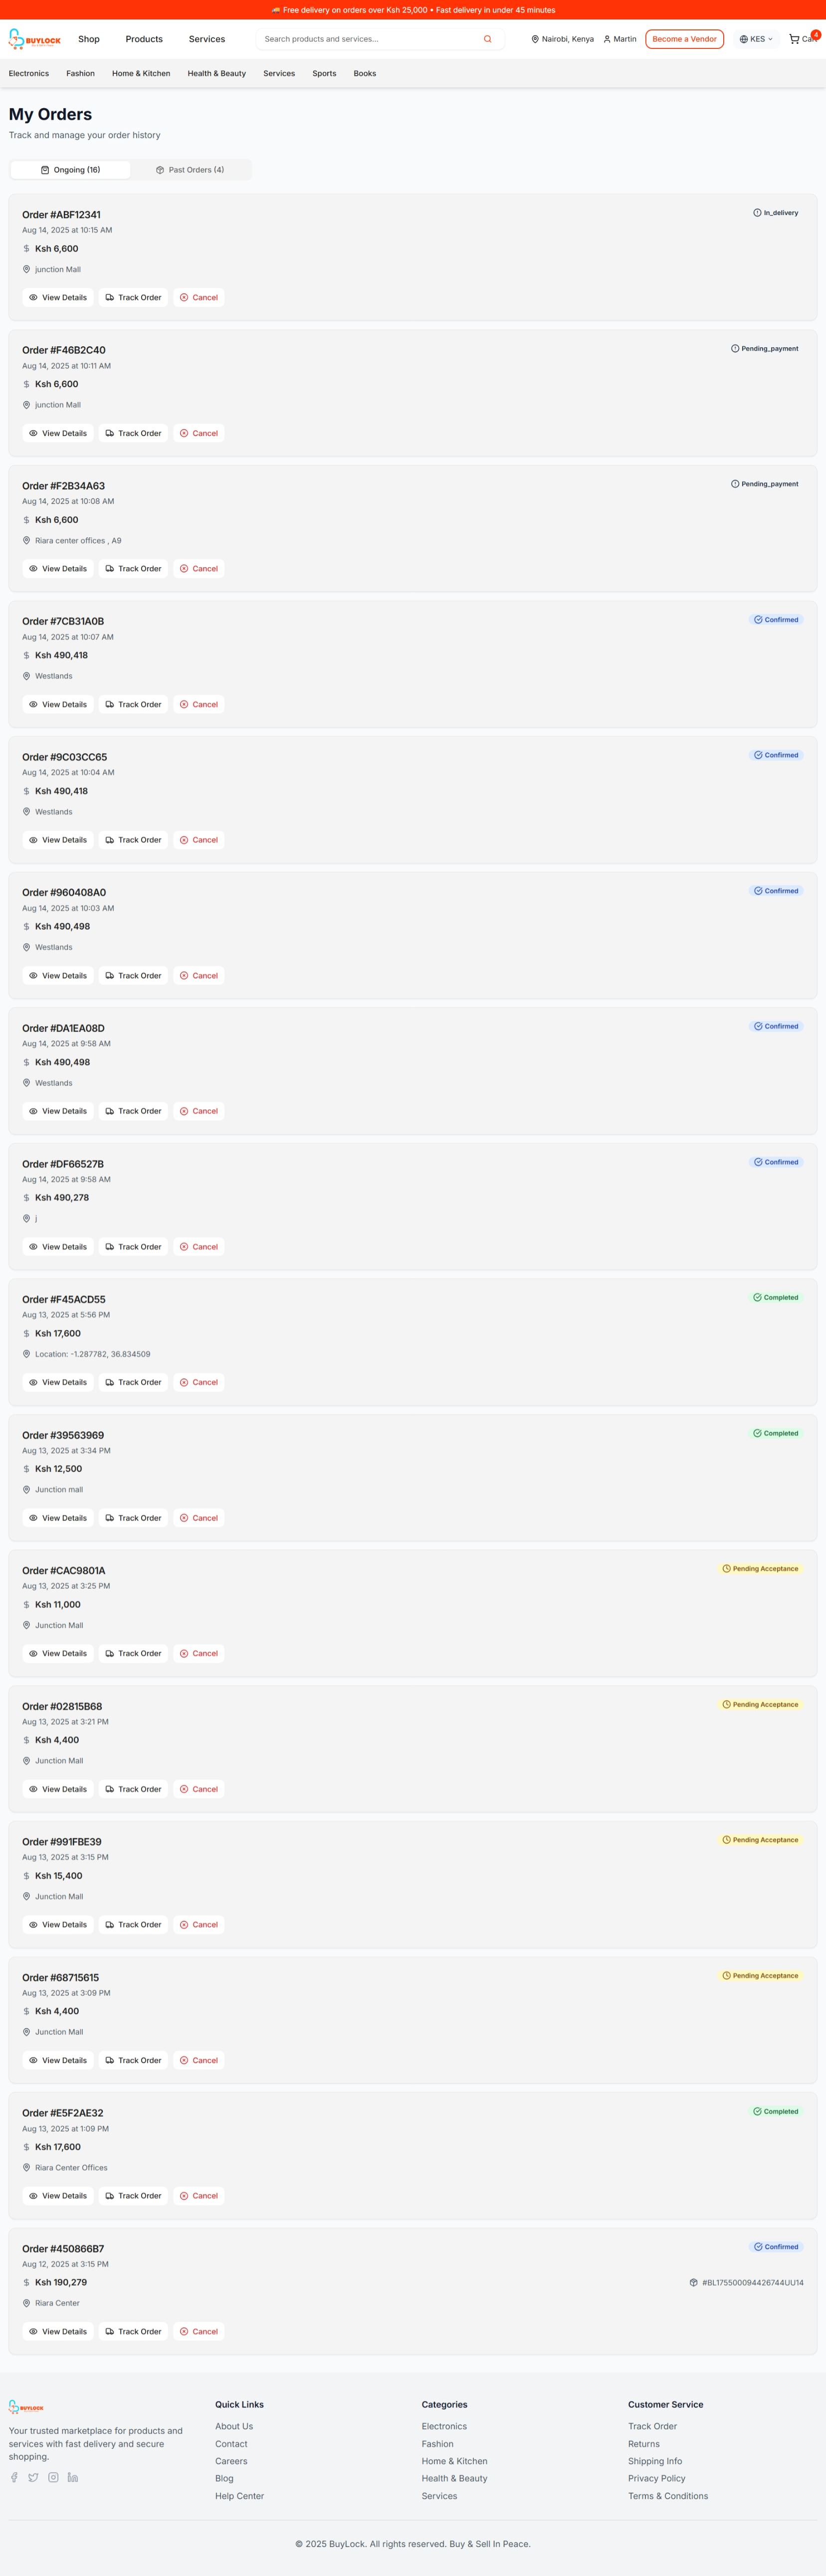 🚚 Free delivery on orders over Ksh 25,000 • Fast delivery in under 45 minutes
BUYLOCK Shop Products Services Search products and services... Nairobi, Kenya Martin Become a Vendor KES 4
Electronics Fashion Home & Kitchen Health & Beauty Services Sports Books
My Orders
Track and manage your order history
Ongoing (16) Past Orders (4)
Order #ABF12341 In_delivery
Aug 14, 2025 at 10:15 AM
$ Ksh 6,600
junction Mall
View Details Track Order Cancel
Order #F46B2C40 Pending_payment
Aug 14, 2025 at 10:11 AM
$ Ksh 6,600
junction Mall
View Details Track Order Cancel
Order #F2B34A63 Pending_payment
Aug 14, 2025 at 10:08 AM
$ Ksh 6,600
Riara center offices , A9
View Details Track Order Cancel
Order #7CB31A0B Confirmed
Aug 14, 2025 at 10:07 AM
$ Ksh 490,418
Westlands
View Details Track Order Cancel
Order #9C03CC65 Confirmed
Aug 14, 2025 at 10:04 AM
$ Ksh 490,418
Westlands
View Details Track Order Cancel
Order #960408A0 Confirmed
Aug 14, 2025 at 10:03 AM
$ Ksh 490,498
Westlands
View Details Track Order Cancel
Order #DA1EA08D Confirmed
Aug 14, 2025 at 9:58 AM
$ Ksh 490,498
Westlands
View Details Track Order Cancel
Order #DF66527B Confirmed
Aug 14, 2025 at 9:58 AM
$ Ksh 490,278
j
View Details Track Order Cancel
Order #F45ACD55 Completed
Aug 13, 2025 at 5:56 PM
$ Ksh 17,600
Location: -1.287782, 36.834509
View Details Track Order Cancel
Order #39563969 Completed
Aug 13, 2025 at 3:34 PM
$ Ksh 12,500
Junction mall
View Details Track Order Cancel
Order #CAC9801A Pending Acceptance
Aug 13, 2025 at 3:25 PM
$ Ksh 11,000
Junction Mall
View Details Track Order Cancel
Order #02815B68 Pending Acceptance
Aug 13, 2025 at 3:21 PM
$ Ksh 4,400
Junction Mall
View Details Track Order Cancel
Order #991FBE39 Pending Acceptance
Aug 13, 2025 at 3:15 PM
$ Ksh 15,400
Junction Mall
View Details Track Order Cancel
Order #68715615 Pending Acceptance
Aug 13, 2025 at 3:09 PM
$ Ksh 4,400
Junction Mall
View Details Track Order Cancel
Order #E5F2AE32 Completed
Aug 13, 2025 at 1:09 PM
$ Ksh 17,600
Riara Center Offices
View Details Track Order Cancel
Order #450866B7 Confirmed
Aug 12, 2025 at 3:15 PM
$ Ksh 190,279 #BL175500094426744UU14
Riara Center
View Details Track Order Cancel
BUYLOCK
Your trusted marketplace for products and
services with fast delivery and secure
shopping.
Quick Links
About Us
Contact
Careers
Blog
Help Center
Categories
Electronics
Fashion
Home & Kitchen
Health & Beauty
Services
Customer Service
Track Order
Returns
Shipping Info
Privacy Policy
Terms & Conditions
© 2025 BuyLock. All rights reserved. Buy & Sell In Peace.